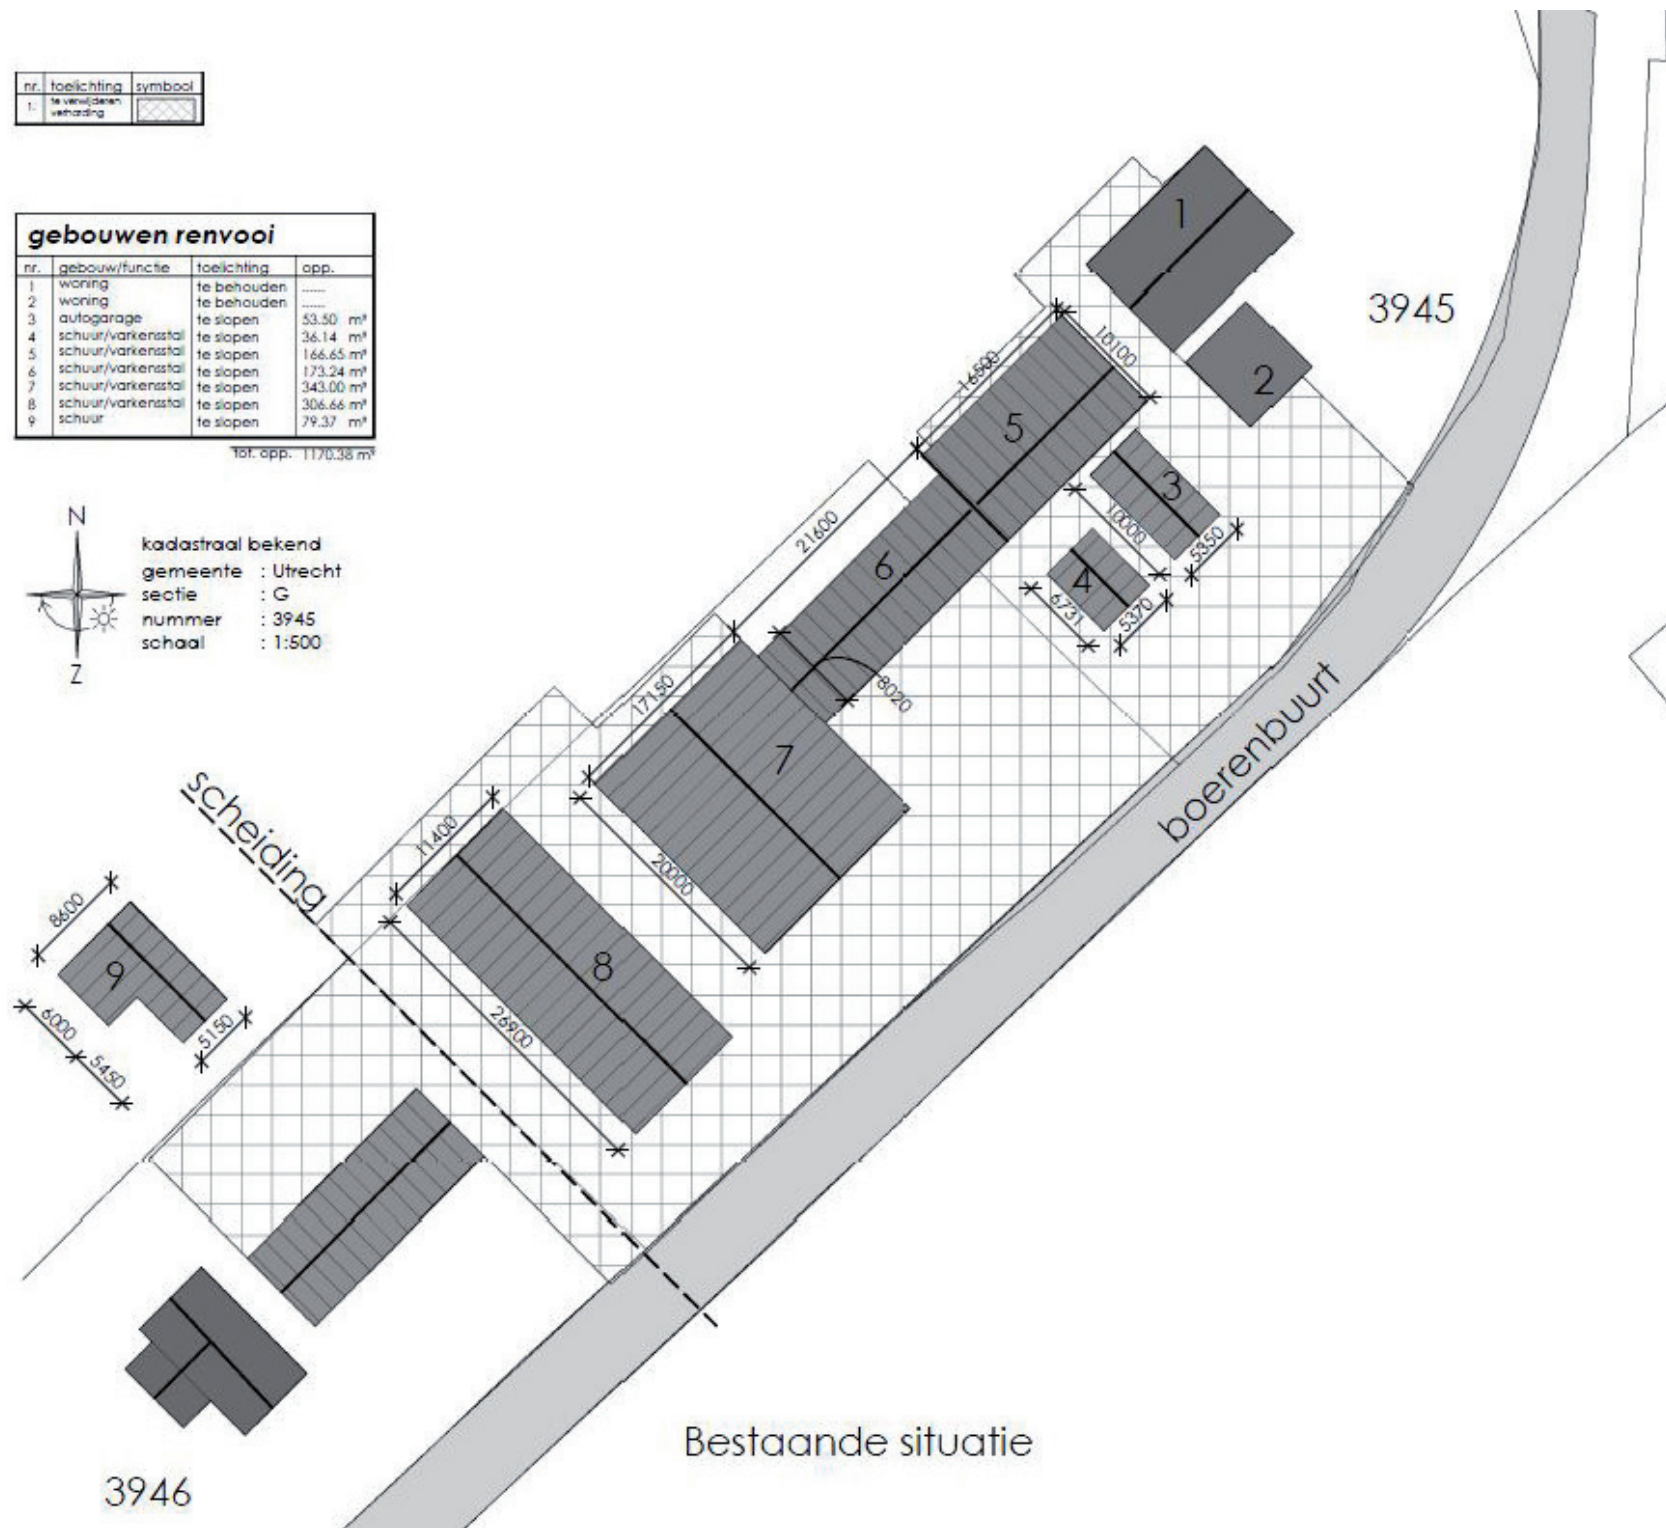 nr. toelichting symbool
1. te verwijderen
verharding
gebouwen renvooi
nr. gebouw/functie toelichting opp.
1 woning te behouden ......
2 woning te behouden ......
3 autogarage te slopen 53.50 m²
4 schuur/varkensstal te slopen 36.14 m²
5 schuur/varkensstal te slopen 166.65 m²
6 schuur/varkensstal te slopen 173.24 m²
7 schuur/varkensstal te slopen 343.00 m²
8 schuur/varkensstal te slopen 306.66 m²
9 schuur te slopen 79.37 m²
tot. opp. 1170.38 m²
N
Z
kadastraal bekend
gemeente : Utrecht
sectie : G
nummer : 3945
schaal : 1:500
1
3945
10100
16500
2
5
3
10000
5350
21600
6
4
6731
5370
8020
17150
7
boerenbuurt
scheiding
11400
20000
8600
9
8
6000
5150
5450
26900
Bestaande situatie
3946